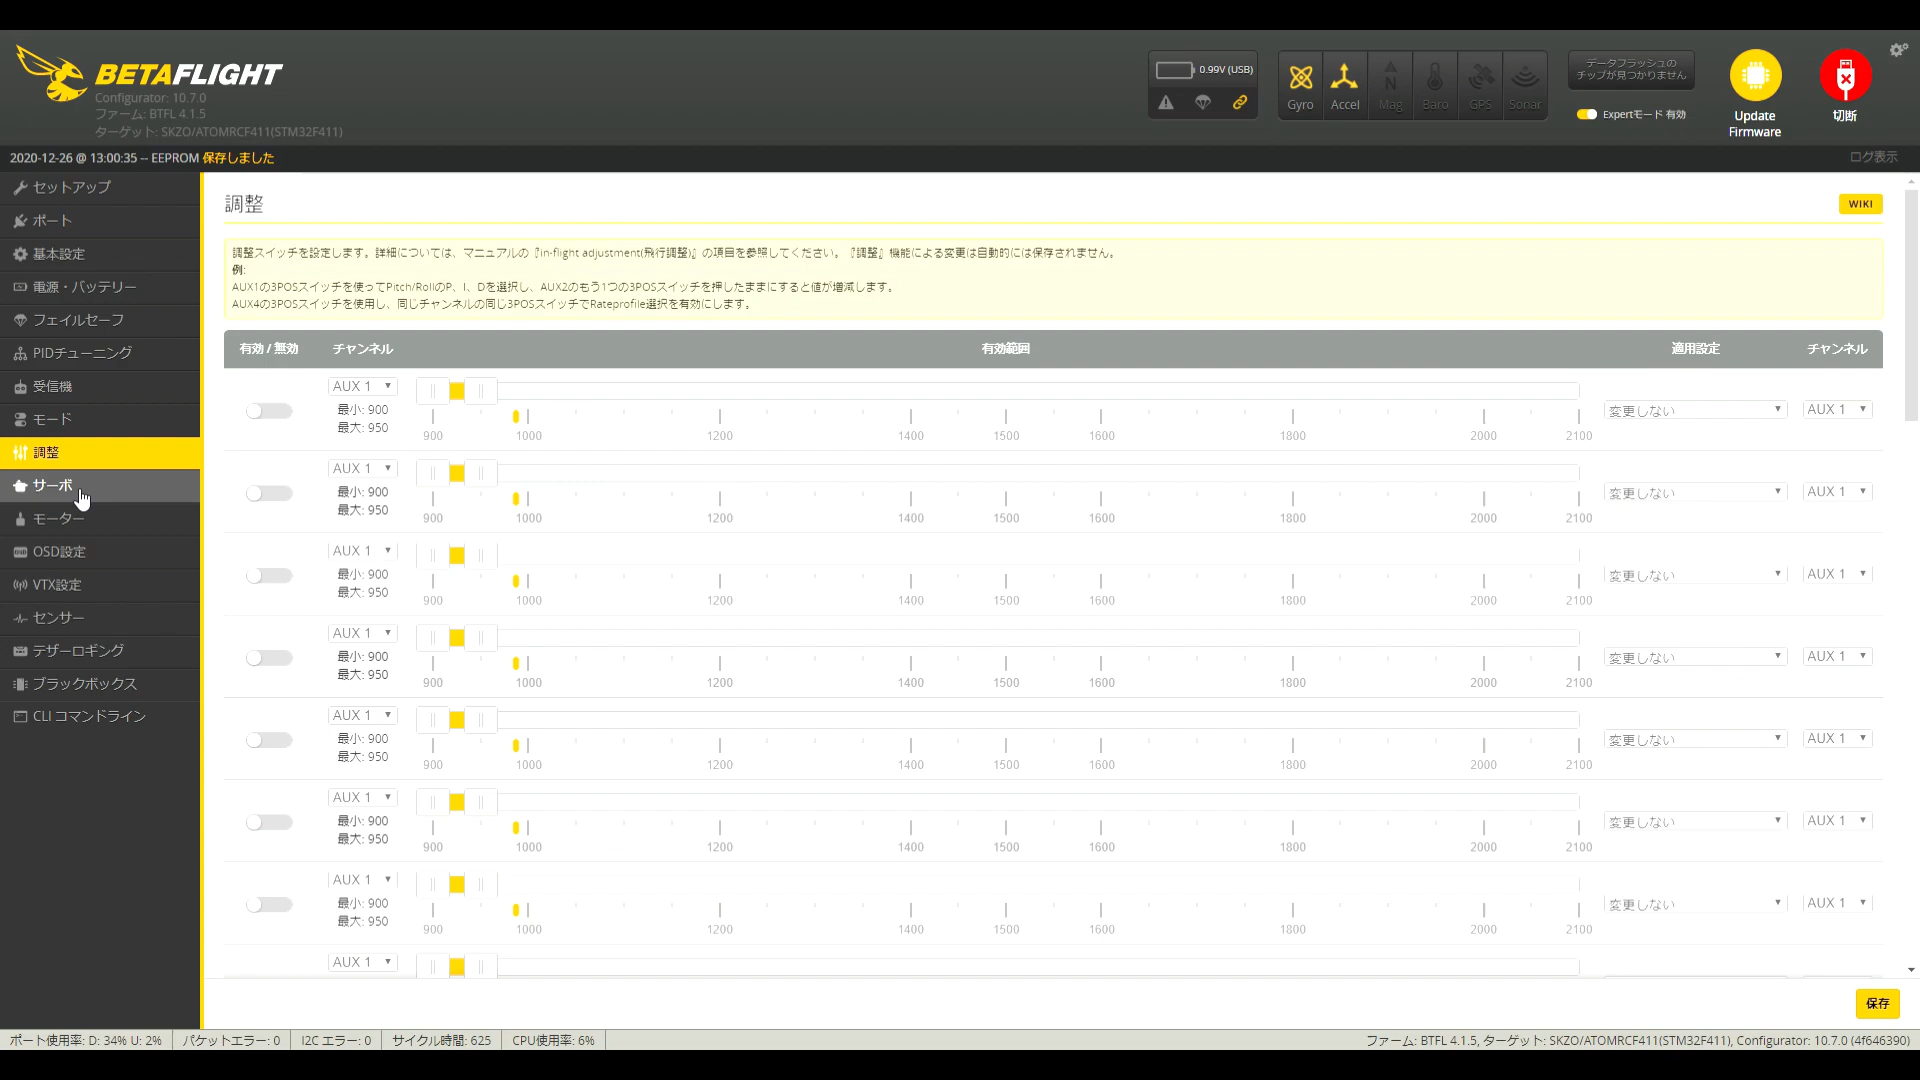 BETAFLIGHT
Configurator: 10.7.0
ファーム: BTFL 4.1.5
ターゲット: SKZO/ATOMRCF411(STM32F411)
0.99V (USB)
Gyro Accel Mag Baro GPS Sonar
データフラッシュの
チップが見つかりません
Expertモード 有効
Update
Firmware
切断
2020-12-26 @ 13:00:35 -- EEPROM 保存しました
ログ表示
セットアップ
ポート
基本設定
電源・バッテリー
フェイルセーフ
PIDチューニング
受信機
モード
調整
サーボ
モーター
OSD設定
VTX設定
センサー
テザーロギング
ブラックボックス
CLI コマンドライン
調整
WIKI
調整スイッチを設定します。詳細については、マニュアルの『in-flight adjustment(飛行調整)』の項目を参照してください。『調整』機能による変更は自動的には保存されません。
例:
AUX1の3POSスイッチを使ってPitch/RollのP、I、Dを選択し、AUX2のもう1つの3POSスイッチを押したままにすると値が増減します。
AUX4の3POSスイッチを使用し、同じチャンネルの同じ3POSスイッチでRateprofile選択を有効にします。
有効 / 無効 チャンネル 有効範囲 適用設定 チャンネル
AUX 1
最小: 900
最大: 950
900 1000 1200 1400 1500 1600 1800 2000 2100
変更しない AUX 1
AUX 1
最小: 900
最大: 950
900 1000 1200 1400 1500 1600 1800 2000 2100
変更しない AUX 1
AUX 1
最小: 900
最大: 950
900 1000 1200 1400 1500 1600 1800 2000 2100
変更しない AUX 1
AUX 1
最小: 900
最大: 950
900 1000 1200 1400 1500 1600 1800 2000 2100
変更しない AUX 1
AUX 1
最小: 900
最大: 950
900 1000 1200 1400 1500 1600 1800 2000 2100
変更しない AUX 1
AUX 1
最小: 900
最大: 950
900 1000 1200 1400 1500 1600 1800 2000 2100
変更しない AUX 1
AUX 1
最小: 900
最大: 950
900 1000 1200 1400 1500 1600 1800 2000 2100
変更しない AUX 1
AUX 1
保存
ポート使用率: D: 34% U: 2% パケットエラー: 0 I2C エラー: 0 サイクル時間: 625 CPU使用率: 6% ファーム: BTFL 4.1.5, ターゲット: SKZO/ATOMRCF411(STM32F411), Configurator: 10.7.0 (4f646390)